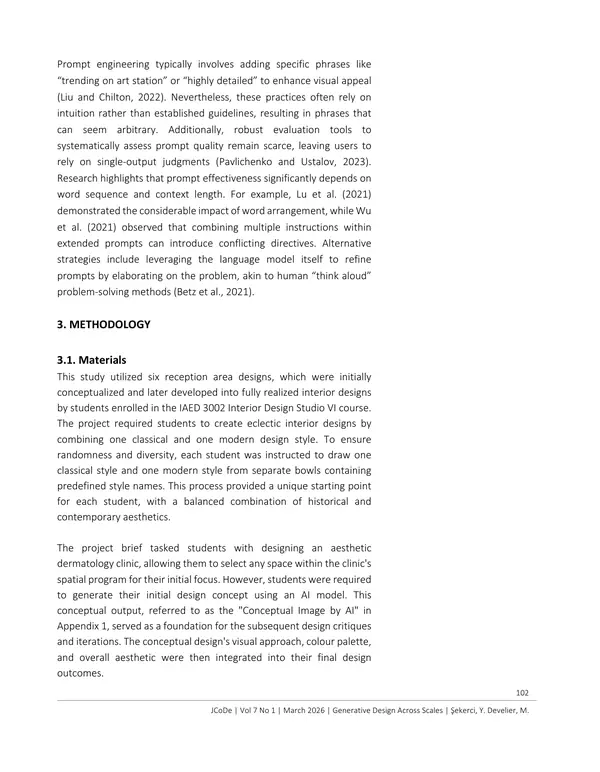 Prompt engineering typically involves adding specific phrases like
“trending on art station” or “highly detailed” to enhance visual appeal
(Liu and Chilton, 2022). Nevertheless, these practices often rely on
intuition rather than established guidelines, resulting in phrases that
can seem arbitrary. Additionally, robust evaluation tools to
systematically assess prompt quality remain scarce, leaving users to
rely on single-output judgments (Pavlichenko and Ustalov, 2023).
Research highlights that prompt effectiveness significantly depends on
word sequence and context length. For example, Lu et al. (2021)
demonstrated the considerable impact of word arrangement, while Wu
et al. (2021) observed that combining multiple instructions within
extended prompts can introduce conflicting directives. Alternative
strategies include leveraging the language model itself to refine
prompts by elaborating on the problem, akin to human “think aloud”
problem-solving methods (Betz et al., 2021).
3. METHODOLOGY
3.1. Materials
This study utilized six reception area designs, which were initially
conceptualized and later developed into fully realized interior designs
by students enrolled in the IAED 3002 Interior Design Studio VI course.
The project required students to create eclectic interior designs by
combining one classical and one modern design style. To ensure
randomness and diversity, each student was instructed to draw one
classical style and one modern style from separate bowls containing
predefined style names. This process provided a unique starting point
for each student, with a balanced combination of historical and
contemporary aesthetics.
The project brief tasked students with designing an aesthetic
dermatology clinic, allowing them to select any space within the clinic's
spatial program for their initial focus. However, students were required
to generate their initial design concept using an AI model. This
conceptual output, referred to as the "Conceptual Image by AI" in
Appendix 1, served as a foundation for the subsequent design critiques
and iterations. The conceptual design's visual approach, colour palette,
and overall aesthetic were then integrated into their final design
outcomes.
102
JCoDe | Vol 7 No 1 | March 2026 | Generative Design Across Scales | Şekerci, Y. Develier, M.